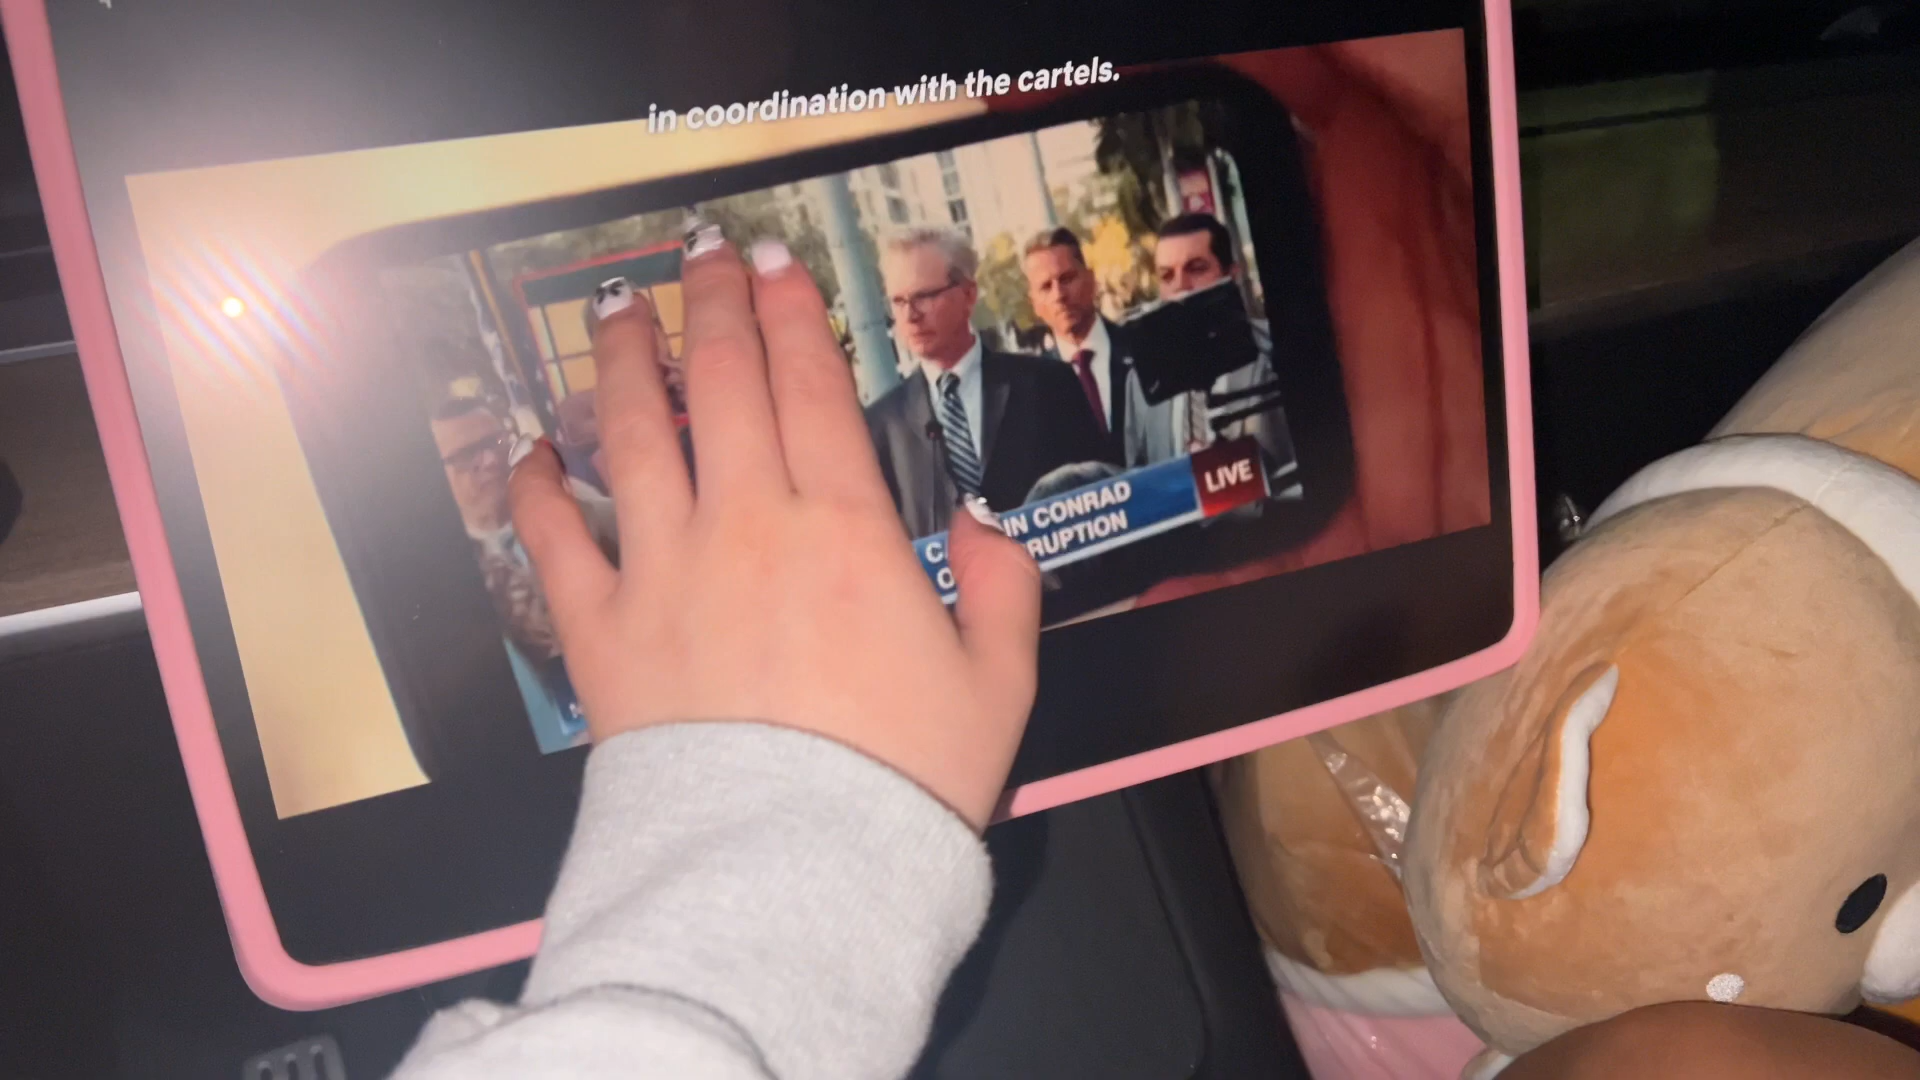 in coordination with the cartels.
IN CONRAD
RUPTION
LIVE